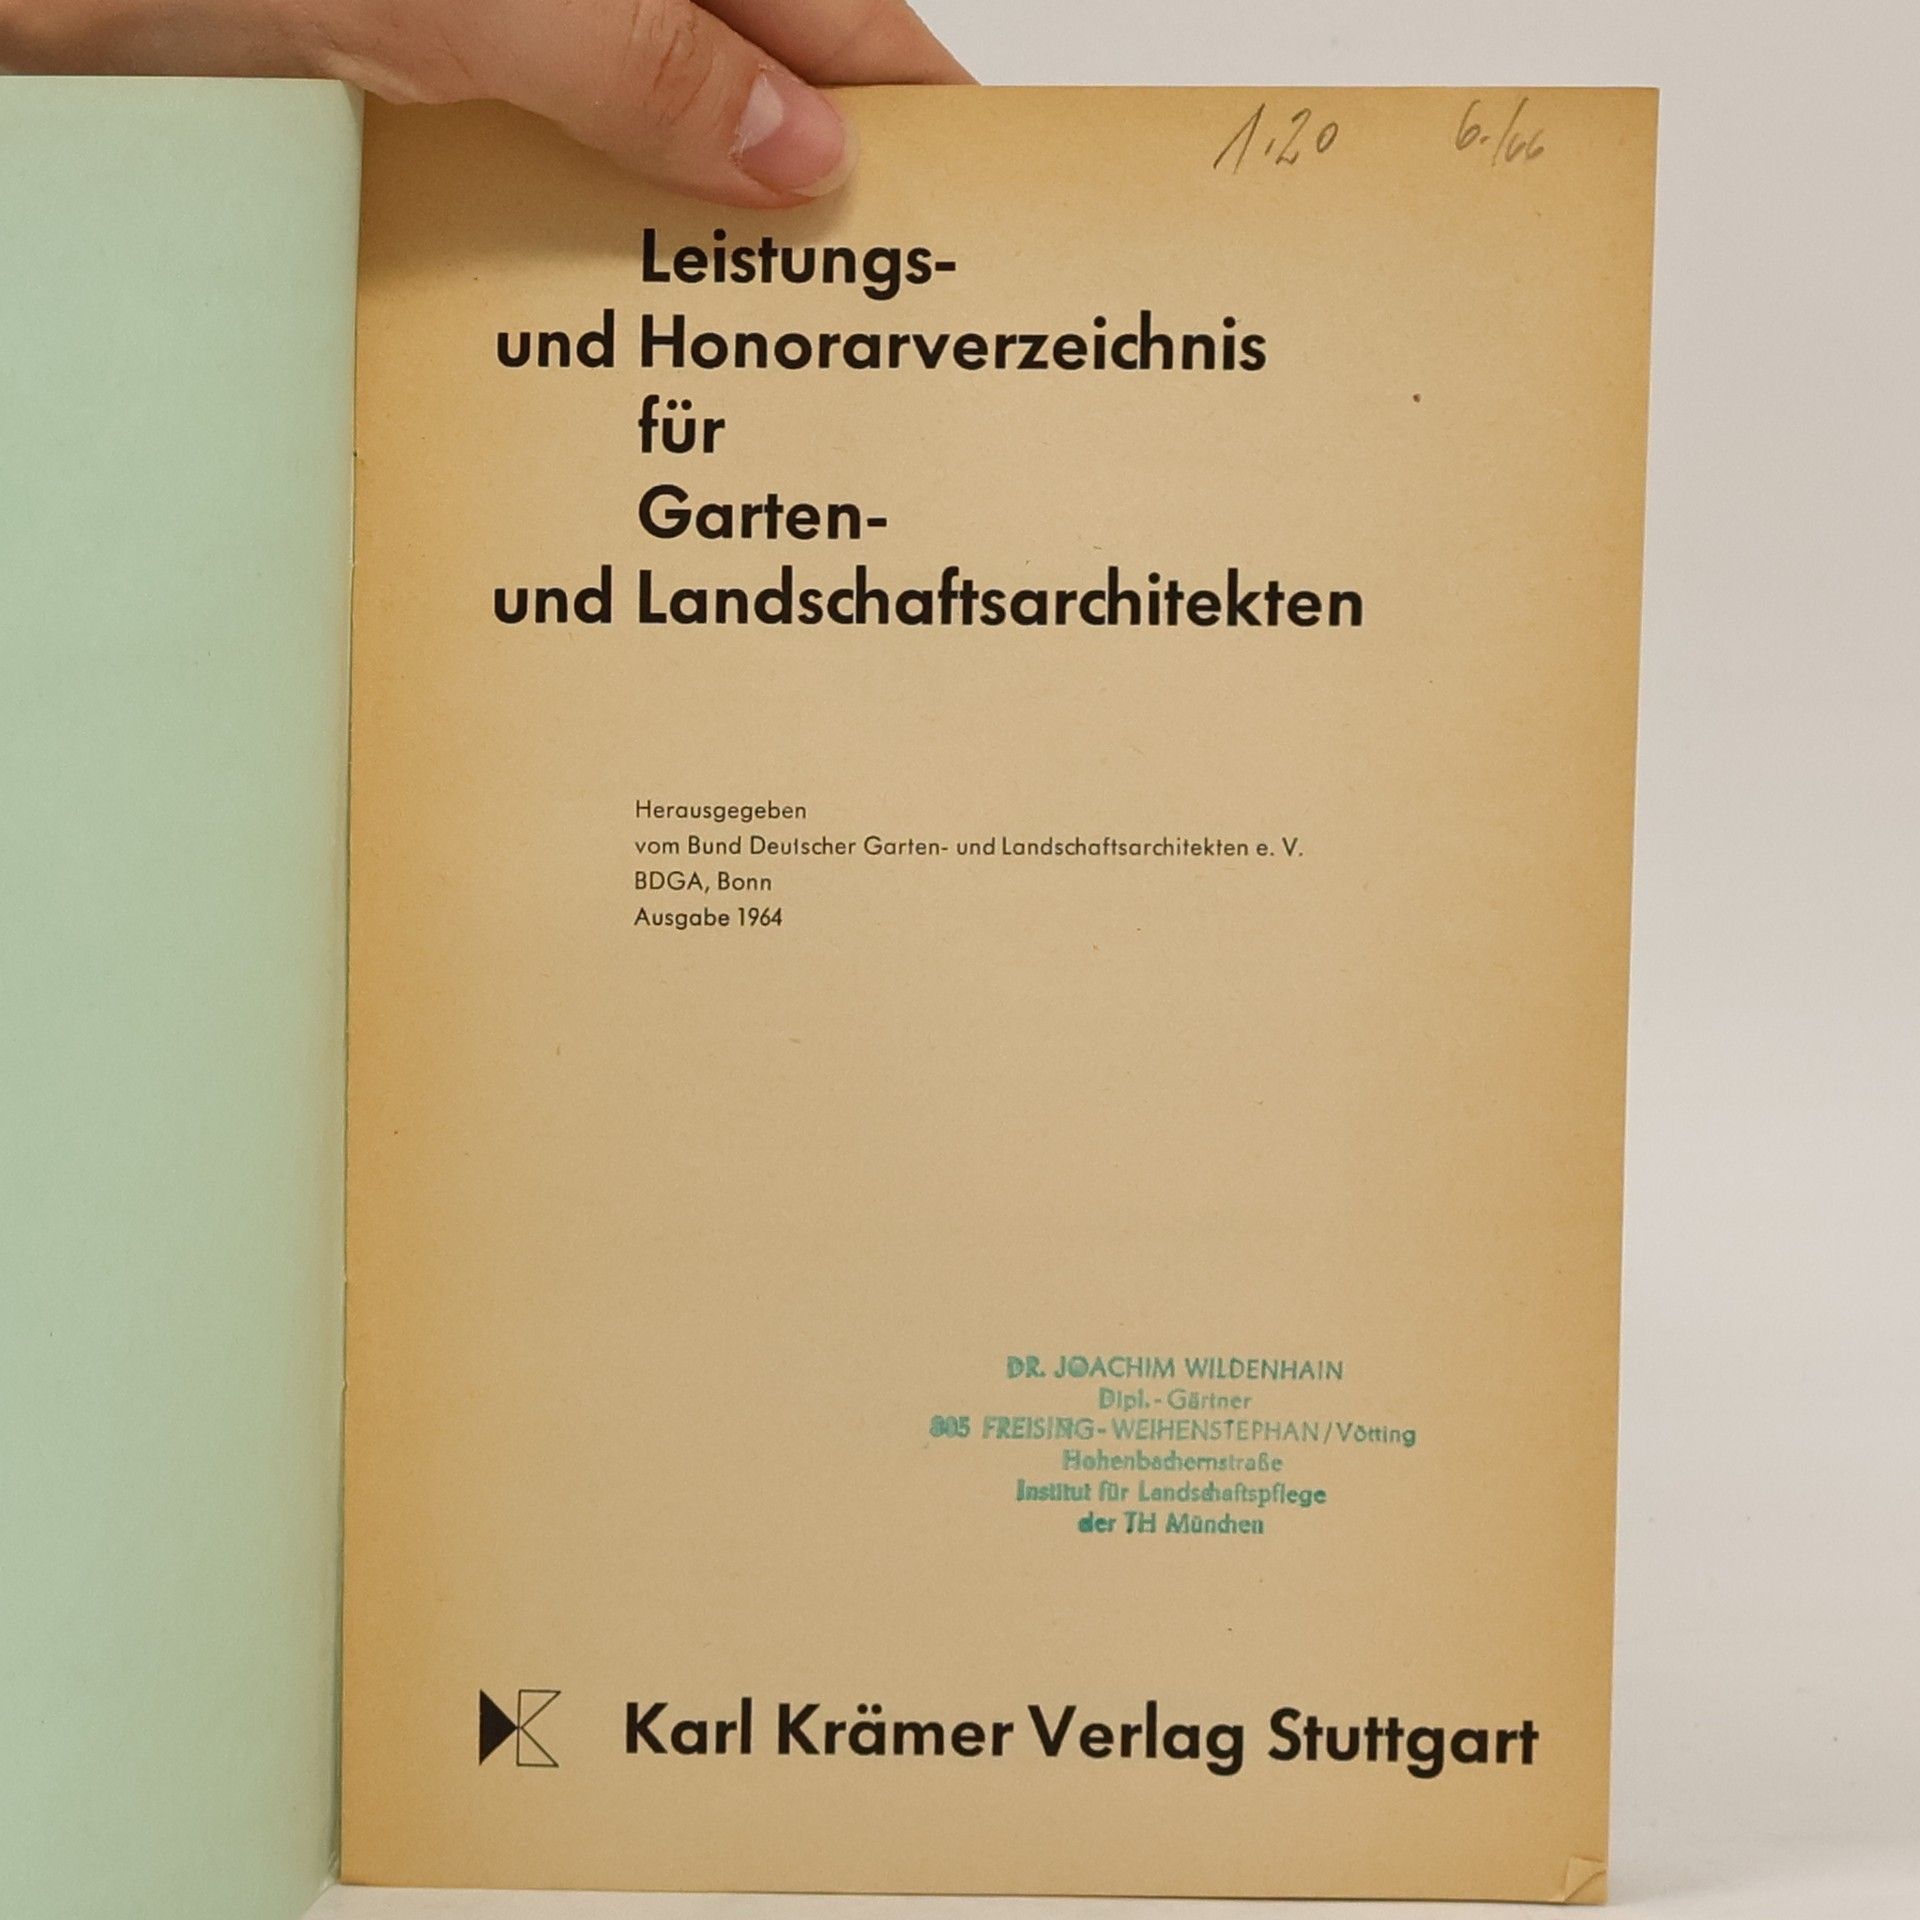 1.20 6./66
Leistungs-
und Honorarverzeichnis
für
Garten-
und Landschaftsarchitekten
Herausgegeben
vom Bund Deutscher Garten- und Landschaftsarchitekten e. V.
BDGA, Bonn
Ausgabe 1964
DR. JOACHIM WILDENHAIN
Dipl.-Gärtner
805 FREISING-WEIHENSTEPHAN/Vötting
Hohenbachernstraße
Institut für Landschaftspflege
der TH München
Karl Krämer Verlag Stuttgart